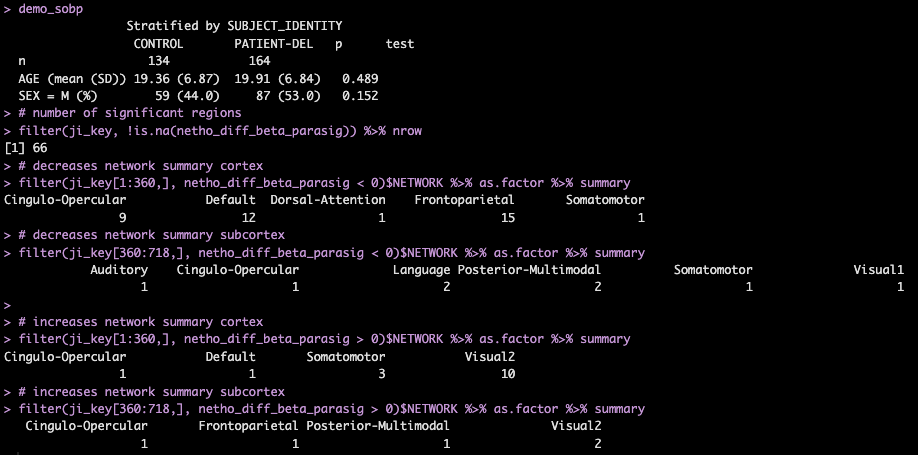 > demo_sobp
Stratified by SUBJECT_IDENTITY
CONTROL PATIENT-DEL p test
n 134 164
AGE (mean (SD)) 19.36 (6.87) 19.91 (6.84) 0.489
SEX = M (%) 59 (44.0) 87 (53.0) 0.152
> # number of significant regions
> filter(ji_key, !is.na(netho_diff_beta_parasig)) %>% nrow
[1] 66
> # decreases network summary cortex
> filter(ji_key[1:360,], netho_diff_beta_parasig < 0)$NETWORK %>% as.factor %>% summary
Cingulo-Opercular Default Dorsal-Attention Frontoparietal Somatomotor
9 12 1 15 1
> # decreases network summary subcortex
> filter(ji_key[360:718,], netho_diff_beta_parasig < 0)$NETWORK %>% as.factor %>% summary
Auditory Cingulo-Opercular Language Posterior-Multimodal Somatomotor Visual1
1 1 2 2 1 1
>
> # increases network summary cortex
> filter(ji_key[1:360,], netho_diff_beta_parasig > 0)$NETWORK %>% as.factor %>% summary
Cingulo-Opercular Default Somatomotor Visual2
1 1 3 10
> # increases network summary subcortex
> filter(ji_key[360:718,], netho_diff_beta_parasig > 0)$NETWORK %>% as.factor %>% summary
Cingulo-Opercular Frontoparietal Posterior-Multimodal Visual2
1 1 1 2